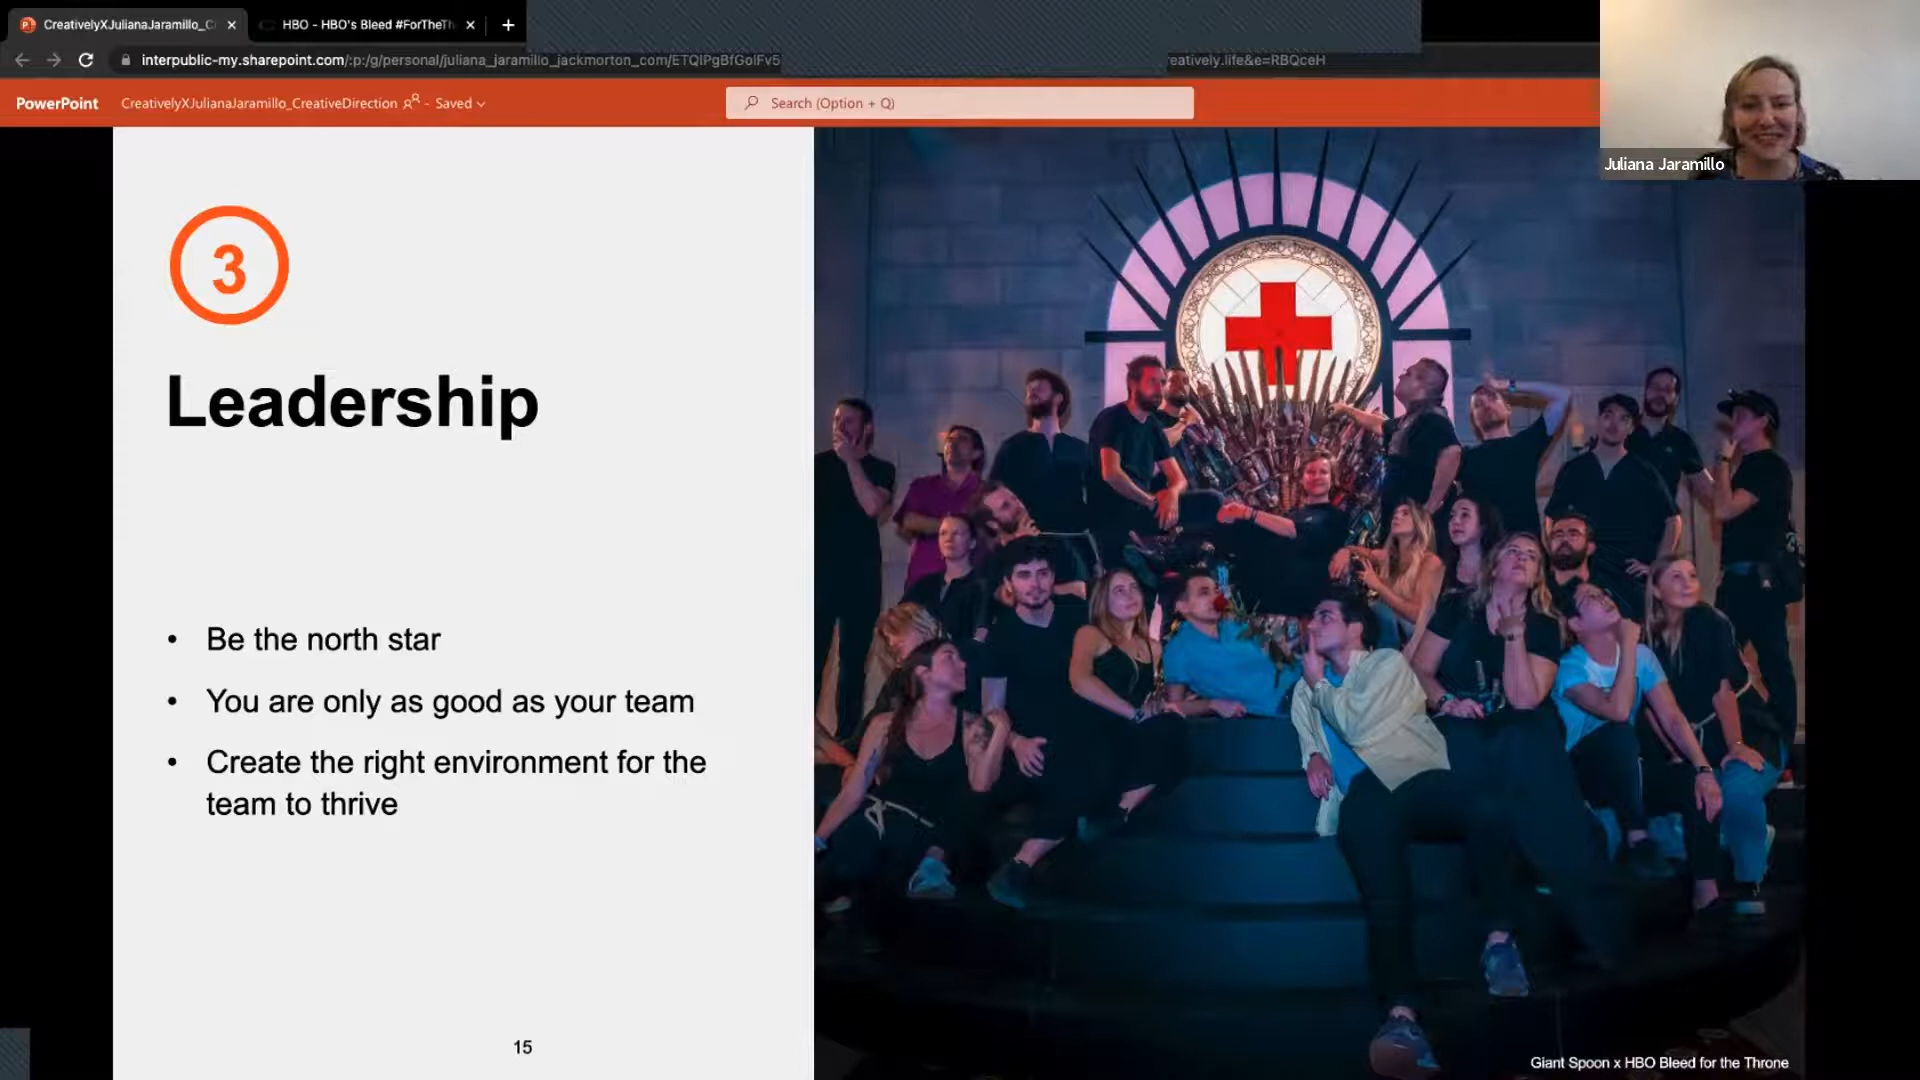 CreativelyXJulianaJaramillo_C
HBO - HBO's Bleed #ForTheTh
interpublic-my.sharepoint.com/:p:/g/personal/juliana_jaramillo_jackmorton_com/ETQIPgBfGolFv5
reatively.life&e=RBQceH
PowerPoint
CreativelyXJulianaJaramillo_CreativeDirection - Saved
Search (Option + Q)
Juliana Jaramillo
3
Leadership
• Be the north star
• You are only as good as your team
• Create the right environment for the
team to thrive
15
Giant Spoon x HBO Bleed for the Throne